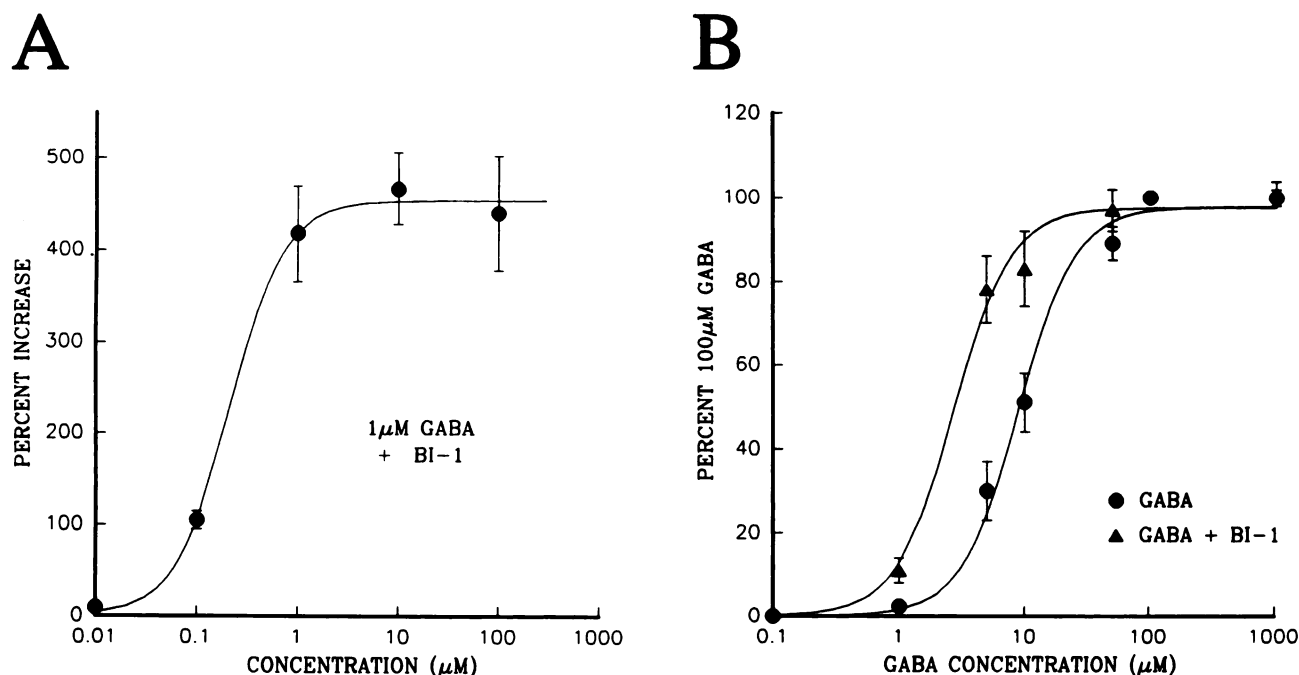 A
PERCENT INCREASE
500
400
300
200
100
0
0.01 0.1 1 10 100 1000
CONCENTRATION (μM)
1μM GABA
+ BI-1
B
PERCENT 100μM GABA
120
100
80
60
40
20
0
0.1 1 10 100 1000
GABA CONCENTRATION (μM)
GABA
GABA + BI-1